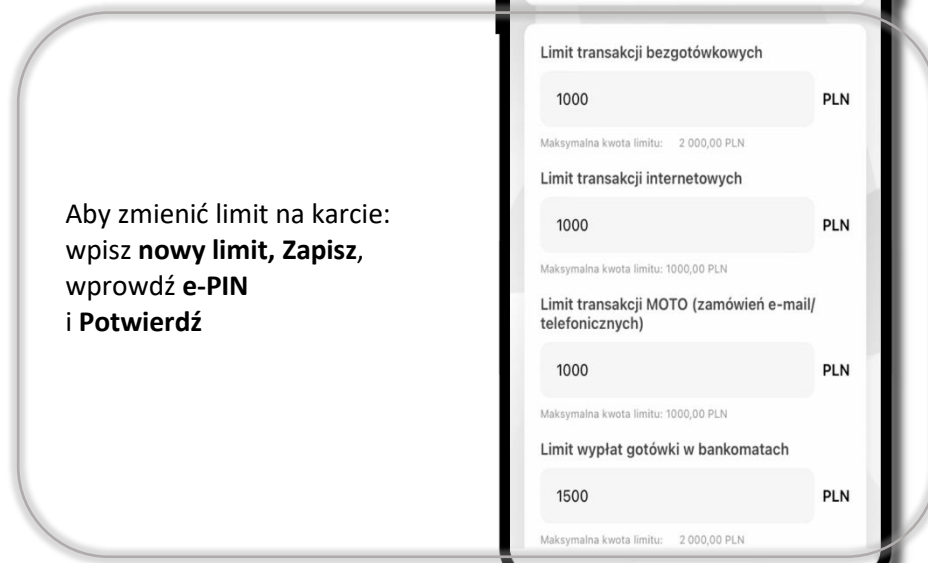 Aby zmienić limit na karcie:
wpisz nowy limit, Zapisz,
wprowdź e-PIN
i Potwierdź
Limit transakcji bezgotówkowych
1000 PLN
Maksymalna kwota limitu: 2 000,00 PLN
Limit transakcji internetowych
1000 PLN
Maksymalna kwota limitu: 1000,00 PLN
Limit transakcji MOTO (zamówień e-mail/
telefonicznych)
1000 PLN
Maksymalna kwota limitu: 1000,00 PLN
Limit wypłat gotówki w bankomatach
1500 PLN
Maksymalna kwota limitu: 2 000,00 PLN